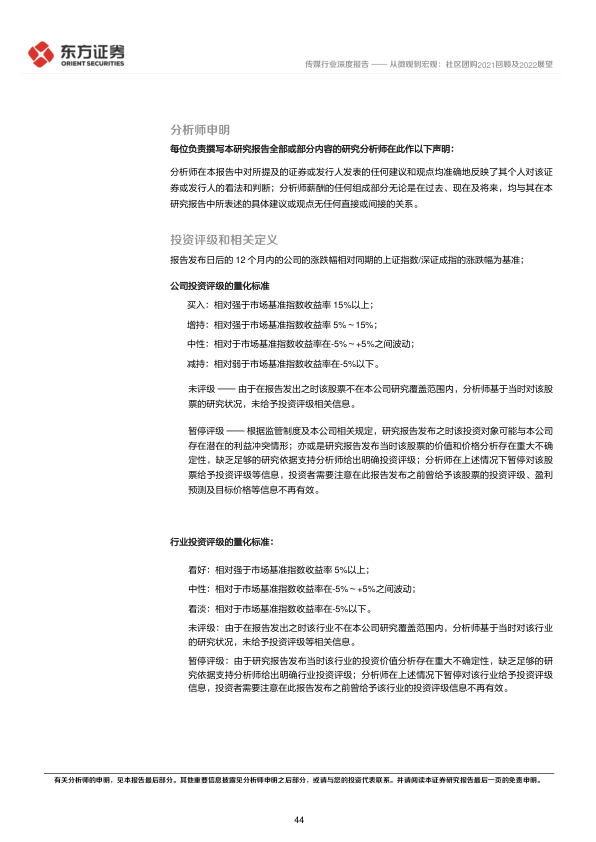 东方证券
ORIENT SECURITIES
传媒行业深度报告 —— 从微观到宏观：社区团购2021回顾及2022展望
分析师申明
每位负责撰写本研究报告全部或部分内容的研究分析师在此作以下声明：
分析师在本报告中对所提及的证券或发行人发表的任何建议和观点均准确地反映了其个人对该证
券或发行人的看法和判断；分析师薪酬的任何组成部分无论是在过去、现在及将来，均与其在本
研究报告中所表述的具体建议或观点无任何直接或间接的关系。
投资评级和相关定义
报告发布日后的 12 个月内的公司的涨跌幅相对同期的上证指数/深证成指的涨跌幅为基准；
公司投资评级的量化标准
买入：相对强于市场基准指数收益率 15%以上；
增持：相对强于市场基准指数收益率 5%～15%；
中性：相对于市场基准指数收益率在-5%～+5%之间波动；
减持：相对弱于市场基准指数收益率在-5%以下。
未评级 —— 由于在报告发出之时该股票不在本公司研究覆盖范围内，分析师基于当时对该股
票的研究状况，未给予投资评级相关信息。
暂停评级 —— 根据监管制度及本公司相关规定，研究报告发布之时该投资对象可能与本公司
存在潜在的利益冲突情形；亦或是研究报告发布当时该股票的价值和价格分析存在重大不确
定性，缺乏足够的研究依据支持分析师给出明确投资评级；分析师在上述情况下暂停对该股
票给予投资评级等信息，投资者需要注意在此报告发布之前曾给予该股票的投资评级、盈利
预测及目标价格等信息不再有效。
行业投资评级的量化标准：
看好：相对强于市场基准指数收益率 5%以上；
中性：相对于市场基准指数收益率在-5%～+5%之间波动；
看淡：相对于市场基准指数收益率在-5%以下。
未评级：由于在报告发出之时该行业不在本公司研究覆盖范围内，分析师基于当时对该行业
的研究状况，未给予投资评级等相关信息。
暂停评级：由于研究报告发布当时该行业的投资价值分析存在重大不确定性，缺乏足够的研
究依据支持分析师给出明确行业投资评级；分析师在上述情况下暂停对该行业给予投资评级
信息，投资者需要注意在此报告发布之前曾给予该行业的投资评级信息不再有效。
有关分析师的申明，见本报告最后部分。其他重要信息披露见分析师申明之后部分，或请与您的投资代表联系。并请阅读本证券研究报告最后一页的免责申明。
44